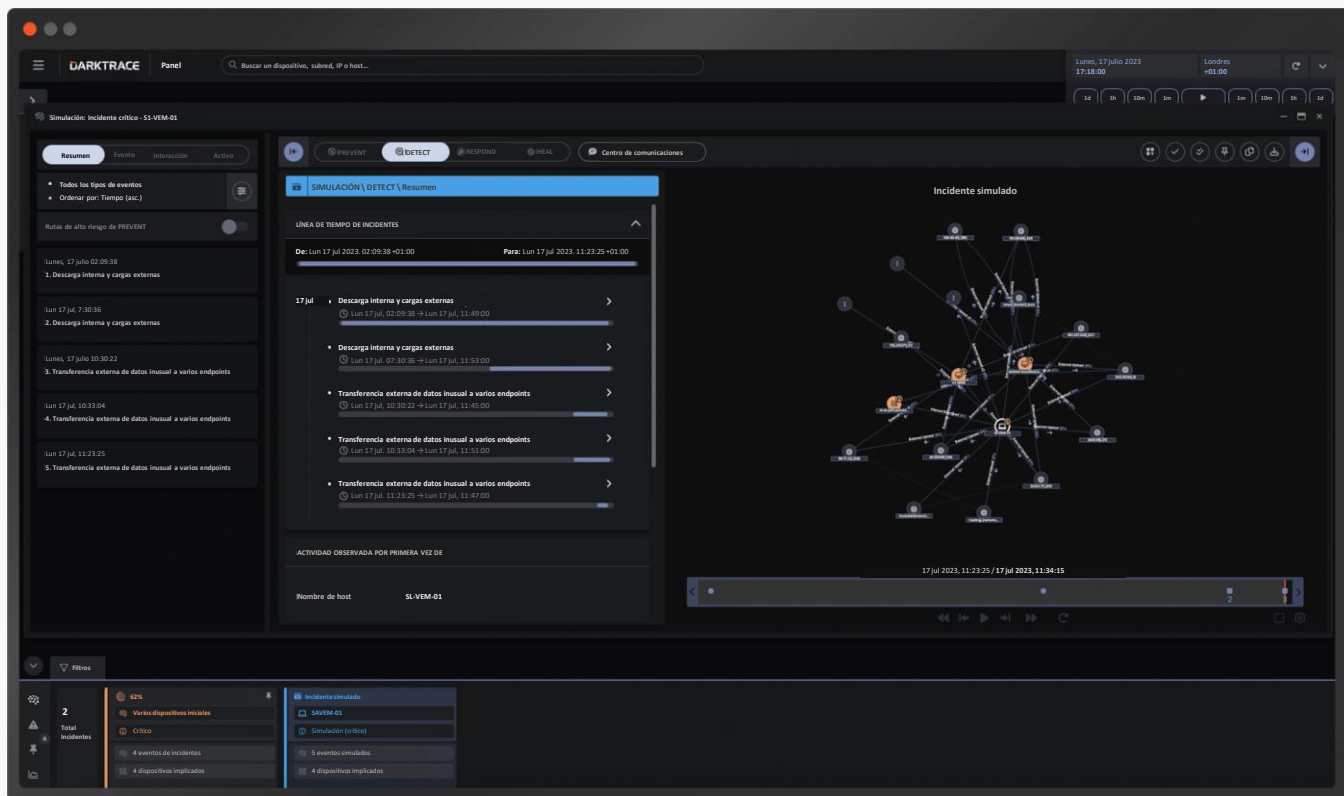 DARKTRACE
Panel
Buscar un dispositivo, subred, IP o host...
Lunes, 17 julio 2023
17:18:00
Londres
+01:00
1d
1h
10m
1m
1m
10m
1h
1d
Simulación: Incidente crítico - S1-VEM-01
Resumen
Evento
Interacción
Activo
Todos los tipos de eventos
Ordenar por: Tiempo (asc.)
Rutas de alto riesgo de PREVENT
Lunes, 17 julio 02:09:38
1. Descarga interna y cargas externas
Lun 17 jul, 7:30:36
2. Descarga interna y cargas externas
Lunes, 17 julio 10:30:22
3. Transferencia externa de datos inusual a varios endpoints
Lun 17 jul, 10:33:04
4. Transferencia externa de datos inusual a varios endpoints
Lun 17 jul, 11:23:25
5. Transferencia externa de datos inusual a varios endpoints
PREVENT
DETECT
RESPOND
HEAL
Centro de comunicaciones
SIMULACIÓN \ DETECT \ Resumen
LÍNEA DE TIEMPO DE INCIDENTES
De: Lun 17 jul 2023. 02:09:38 +01:00
Para: Lun 17 jul 2023. 11:23:25 +01:00
17 jul
Descarga interna y cargas externas
Lun 17 jul, 02:09:38 → Lun 17 jul, 11:49:00
Descarga interna y cargas externas
Lun 17 jul. 07:30:36 → Lun 17 jul, 11:53:00
Transferencia externa de datos inusual a varios endpoints
Lun 17 jul, 10:30:22 → Lun 17 jul, 11:45:00
Transferencia externa de datos inusual a varios endpoints
Lun 17 jul. 10:33:04 → Lun 17 jul, 11:51:00
Transferencia externa de datos inusual a varios endpoints
Lun 17 jul. 11:23:25 → Lun 17 jul, 11:47:00
ACTIVIDAD OBSERVADA POR PRIMERA VEZ DE
Nombre de host
SL-VEM-01
Incidente simulado
17 jul 2023, 11:23:25 / 17 jul 2023, 11:34:15
2
Filtros
2
Total
Incidentes
62%
Varios dispositivos iniciales
Crítico
4 eventos de incidentes
4 dispositivos implicados
Incidente simulado
SAVEM-01
Simulación (crítico)
5 eventos simulados
4 dispositivos implicados